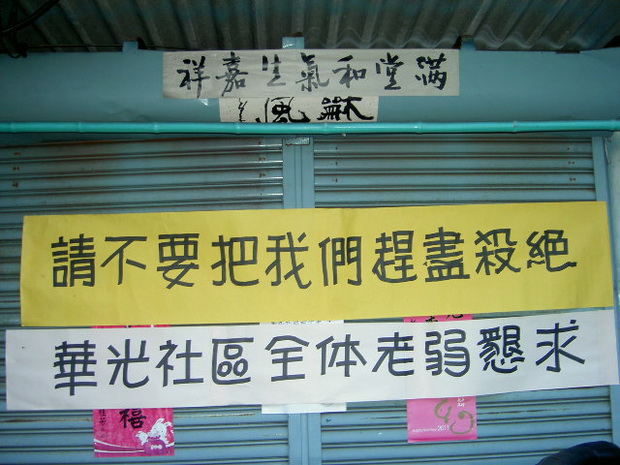 滿堂和氣生嘉祥
請不要把我們趕盡殺絕
華光社區全体老弱懇求
禧